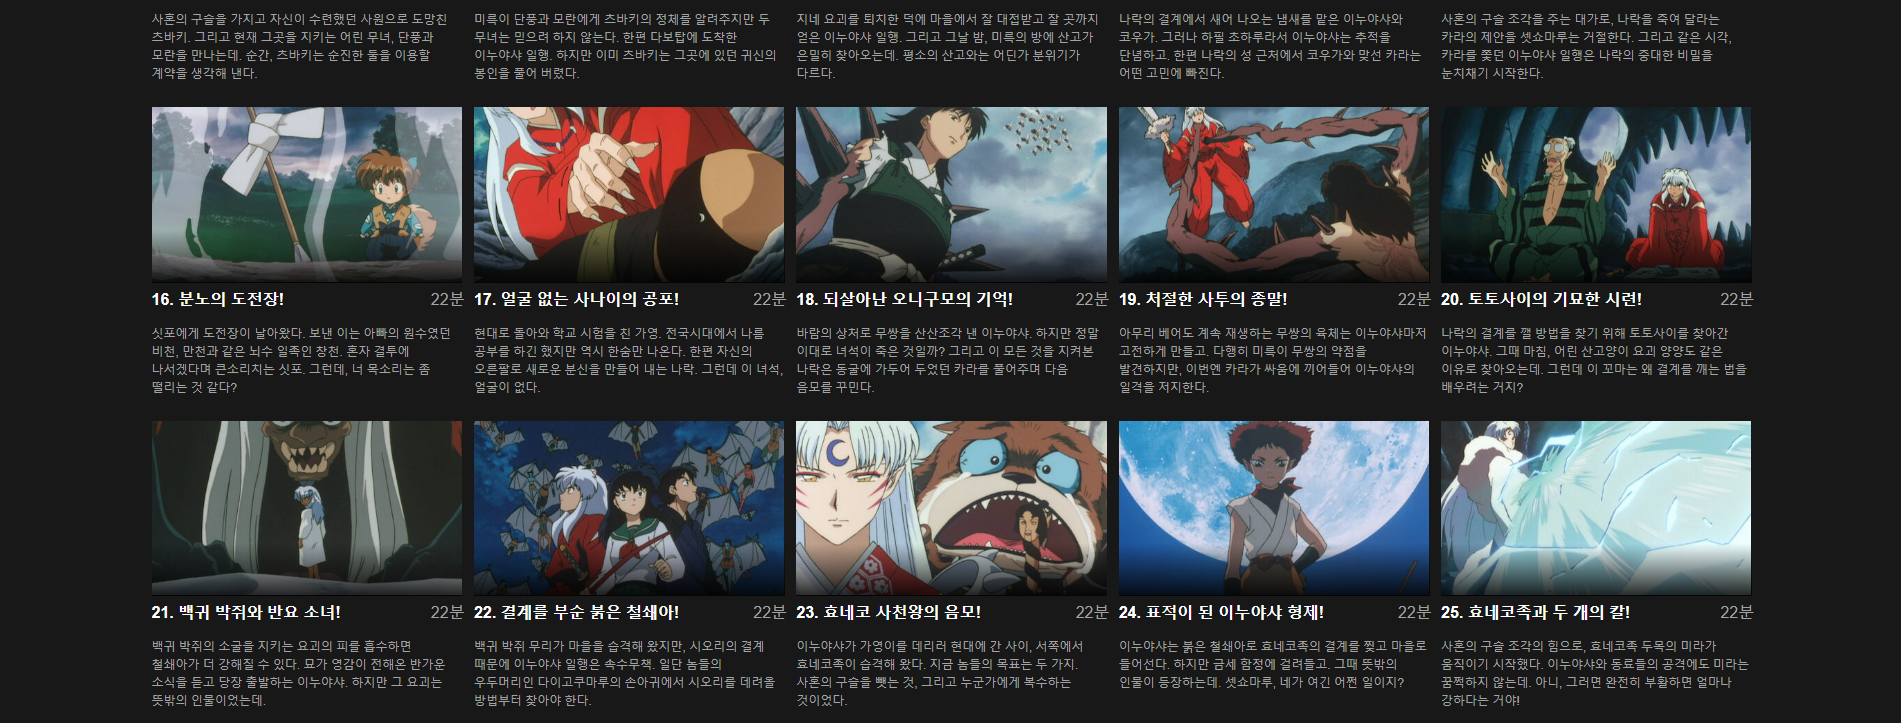 사혼의 구슬을 가지고 자신이 수련했던 사원으로 도망친
츠바키. 그리고 현재 그곳을 지키는 어린 무녀, 단풍과
모란을 만나는데. 순간, 츠바키는 순진한 둘을 이용할
계약을 생각해 낸다.
미륵이 단풍과 모란에게 츠바키의 정체를 알려주지만 두
무녀는 믿으려 하지 않는다. 한편 다보탑에 도착한
이누야샤 일행. 하지만 이미 츠바키는 그곳에 있던 귀신의
봉인을 풀어 버렸다.
지네 요괴를 퇴치한 덕에 마을에서 잘 대접받고 잘 곳까지
얻은 이누야샤 일행. 그리고 그날 밤, 미륵의 방에 산고가
은밀히 찾아오는데. 평소의 산고와는 어딘가 분위기가
다르다.
나락의 결계에서 새어 나오는 냄새를 맡은 이누야샤와
코우가. 그러나 하필 초하루라서 이누야샤는 추적을
단념하고. 한편 나락의 성 근처에서 코우가와 맞선 카라는
어떤 고민에 빠진다.
사혼의 구슬 조각을 주는 대가로, 나락을 죽여 달라는
카라의 제안을 셋쇼마루는 거절한다. 그리고 같은 시각,
카라를 쫓던 이누야샤 일행은 나락의 중대한 비밀을
눈치채기 시작한다.
16. 분노의 도전장! 22분
싯포에게 도전장이 날아왔다. 보낸 이는 아빠의 원수였던
비천, 만천과 같은 뇌수 일족인 창천. 혼자 결투에
나서겠다며 큰소리치는 싯포. 그런데, 너 목소리는 좀
떨리는 것 같다?
17. 얼굴 없는 사나이의 공포! 22분
현대로 돌아와 학교 시험을 친 가영. 전국시대에서 나름
공부를 하긴 했지만 역시 한숨만 나온다. 한편 자신의
오른팔로 새로운 분신을 만들어 내는 나락. 그런데 이 녀석,
얼굴이 없다.
18. 되살아난 오니구모의 기억! 22분
바람의 상처로 무쌍을 산산조각 낸 이누야샤. 하지만 정말
이대로 녀석이 죽은 것일까? 그리고 이 모든 것을 지켜본
나락은 동굴에 가두어 두었던 카라를 풀어주며 다음
음모를 꾸민다.
19. 처절한 사투의 종말! 22분
아무리 베어도 계속 재생하는 무쌍의 육체는 이누야샤마저
고전하게 만들고. 다행히 미륵이 무쌍의 약점을
발견하지만, 이번엔 카라가 싸움에 끼어들어 이누야샤의
일격을 저지한다.
20. 토토사이의 기묘한 시련! 22분
나락의 결계를 깰 방법을 찾기 위해 토토사이를 찾아간
이누야샤. 그때 마침, 어린 산고양이 요괴 양양도 같은
이유로 찾아오는데. 그런데 이 꼬마는 왜 결계를 깨는 법을
배우려는 거지?
21. 백귀 박쥐와 반요 소녀! 22분
백귀 박쥐의 소굴을 지키는 요괴의 피를 흡수하면
철쇄아가 더 강해질 수 있다. 묘가 영감이 전해온 반가운
소식을 듣고 당장 출발하는 이누야샤. 하지만 그 요괴는
뜻밖의 인물이었는데.
22. 결계를 부순 붉은 철쇄아! 22분
백귀 박쥐 무리가 마을을 습격해 왔지만, 시오리의 결계
때문에 이누야샤 일행은 속수무책. 일단 놈들의
우두머리인 다이고쿠마루의 손아귀에서 시오리를 데려올
방법부터 찾아야 한다.
23. 효네코 사천왕의 음모! 22분
이누야샤가 가영이를 데리러 현대에 간 사이, 서쪽에서
효네코족이 습격해 왔다. 지금 놈들의 목표는 두 가지.
사혼의 구슬을 뺏는 것, 그리고 누군가에게 복수하는
것이었다.
24. 표적이 된 이누야샤 형제! 22분
이누야샤는 붉은 철쇄아로 효네코족의 결계를 찢고 마을로
들어선다. 하지만 금세 함정에 걸려들고. 그때 뜻밖의
인물이 등장하는데. 셋쇼마루, 네가 여긴 어쩐 일이지?
25. 효네코족과 두 개의 칼! 22분
사혼의 구슬 조각의 힘으로, 효네코족 두목의 미라가
움직이기 시작했다. 이누야샤와 동료들의 공격에도 미라는
꿈쩍하지 않는데. 아니, 그러면 완전히 부활하면 얼마나
강하다는 거야!